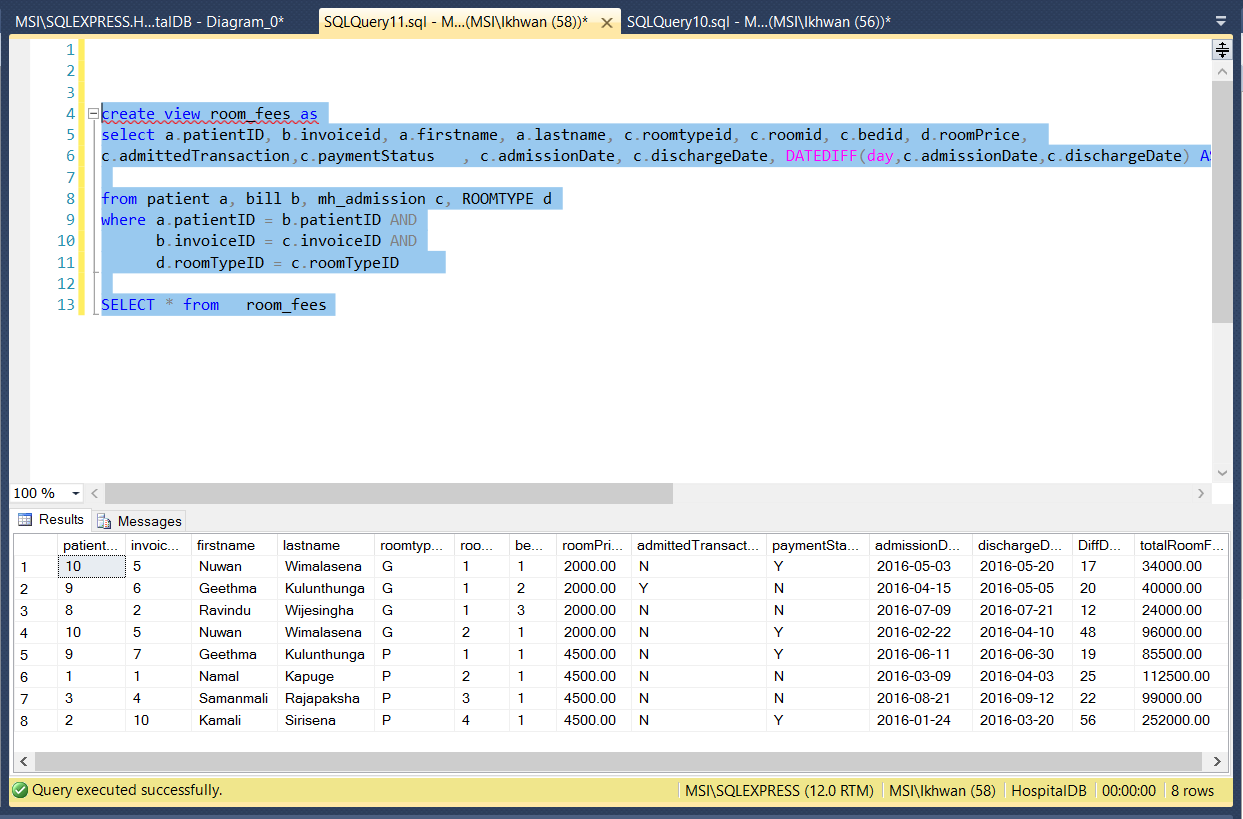 MSI\SQLEXPRESS.H...talDB - Diagram_0* SQLQuery11.sql - M...(MSI\Ikhwan (58))* SQLQuery10.sql - M...(MSI\Ikhwan (56))*
1
2
3
4 create view room_fees as
5 select a.patientID, b.invoiceid, a.firstname, a.lastname, c.roomtypeid, c.roomid, c.bedid, d.roomPrice,
6 c.admittedTransaction,c.paymentStatus , c.admissionDate, c.dischargeDate, DATEDIFF(day,c.admissionDate,c.dischargeDate) AS
7
8 from patient a, bill b, mh_admission c, ROOMTYPE d
9 where a.patientID = b.patientID AND
10 b.invoiceID = c.invoiceID AND
11 d.roomTypeID = c.roomTypeID
12
13 SELECT * from room_fees
100 %
Results Messages
patient... invoic... firstname lastname roomtyp... roo... be... roomPri... admittedTransact... paymentSta... admissionD... dischargeD... DiffD... totalRoomF...
1 10 5 Nuwan Wimalasena G 1 1 2000.00 N Y 2016-05-03 2016-05-20 17 34000.00
2 9 6 Geethma Kulunthunga G 1 2 2000.00 Y N 2016-04-15 2016-05-05 20 40000.00
3 8 2 Ravindu Wijesingha G 1 3 2000.00 N N 2016-07-09 2016-07-21 12 24000.00
4 10 5 Nuwan Wimalasena G 2 1 2000.00 N Y 2016-02-22 2016-04-10 48 96000.00
5 9 7 Geethma Kulunthunga P 1 1 4500.00 N Y 2016-06-11 2016-06-30 19 85500.00
6 1 1 Namal Kapuge P 2 1 4500.00 N N 2016-03-09 2016-04-03 25 112500.00
7 3 4 Samanmali Rajapaksha P 3 1 4500.00 N N 2016-08-21 2016-09-12 22 99000.00
8 2 10 Kamali Sirisena P 4 1 4500.00 N Y 2016-01-24 2016-03-20 56 252000.00
Query executed successfully. MSI\SQLEXPRESS (12.0 RTM) MSI\Ikhwan (58) HospitalDB 00:00:00 8 rows